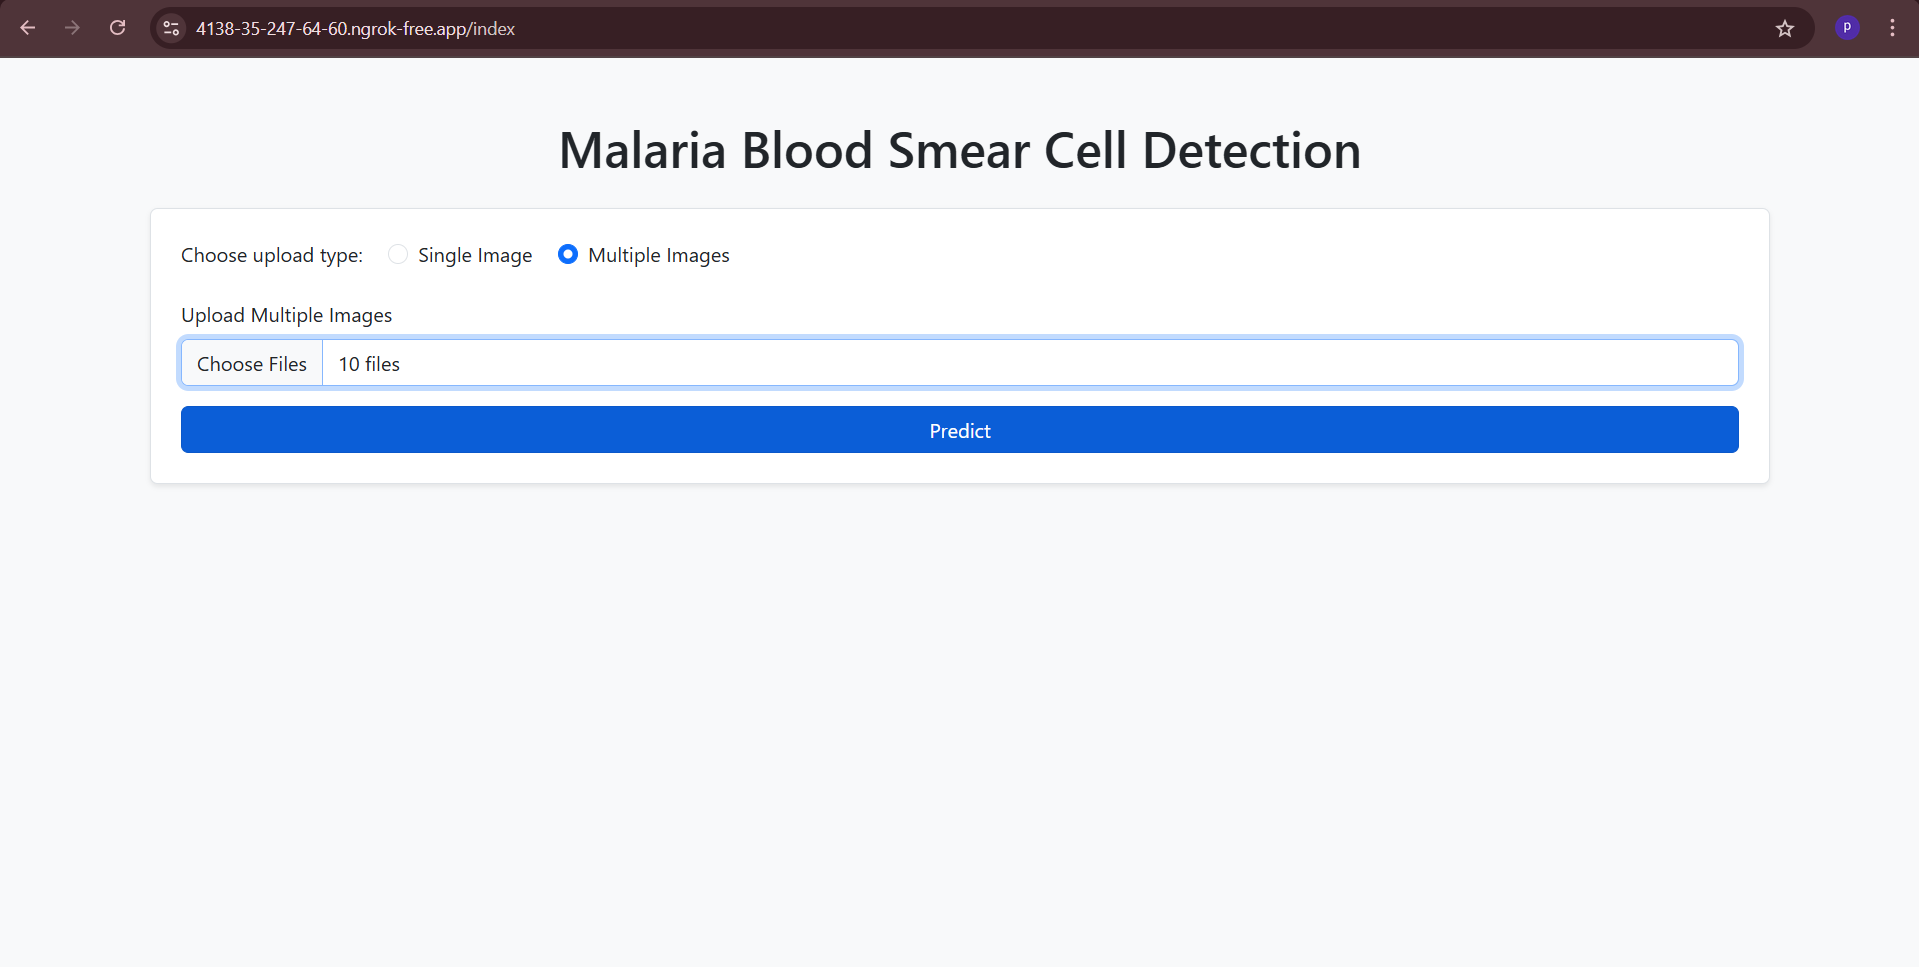 4138-35-247-64-60.ngrok-free.app/index
p
Malaria Blood Smear Cell Detection
Choose upload type: Single Image Multiple Images
Upload Multiple Images
Choose Files 10 files
Predict